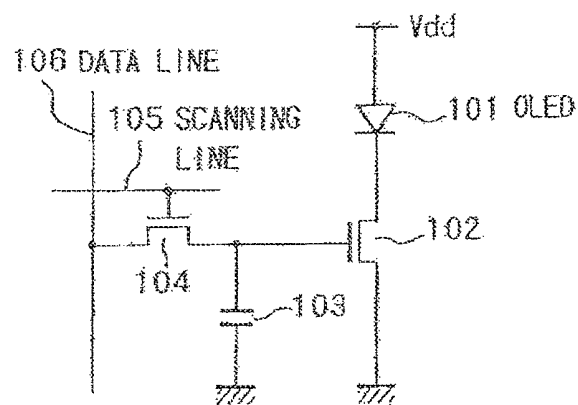 Vdd
106 DATA LINE
101 OLED
105 SCANNING
LINE
102
104
103